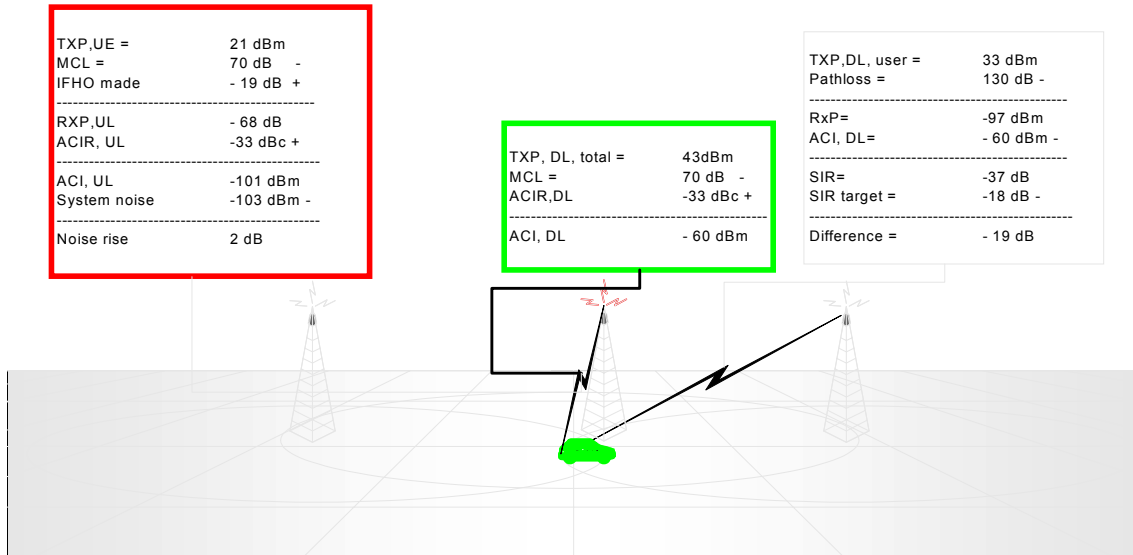 TXP,UE = 21 dBm
MCL = 70 dB -
IFHO made - 19 dB +
--------------------------------------------------
RXP,UL - 68 dB
ACIR, UL -33 dBc +
---------------------------------------------------
ACI, UL -101 dBm
System noise -103 dBm -
---------------------------------------------------
Noise rise 2 dB
TXP, DL, total = 43dBm
MCL = 70 dB -
ACIR,DL -33 dBc +
--------------------------------------------------
ACI, DL - 60 dBm
TXP,DL, user = 33 dBm
Pathloss = 130 dB -
--------------------------------------------------
RxP= -97 dBm
ACI, DL= - 60 dBm -
--------------------------------------------------
SIR= -37 dB
SIR target = -18 dB -
---------------------------------------------------
Difference = - 19 dB